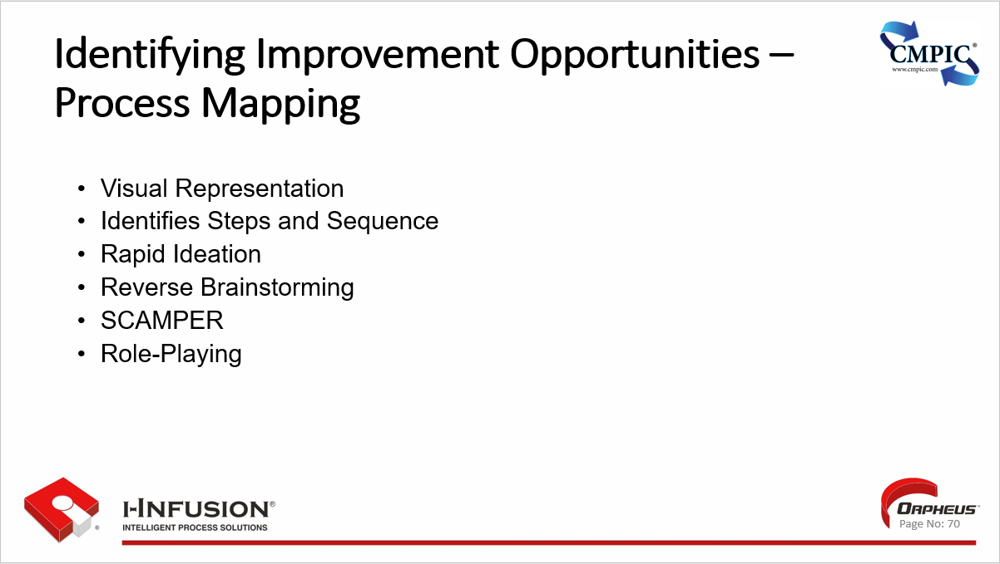 Identifying Improvement Opportunities –
Process Mapping
CMPIC®
www.cmpic.com
• Visual Representation
• Identifies Steps and Sequence
• Rapid Ideation
• Reverse Brainstorming
• SCAMPER
• Role-Playing
®
I-INFUSION®
INTELLIGENT PROCESS SOLUTIONS
ORPHEUS™
Page No: 70